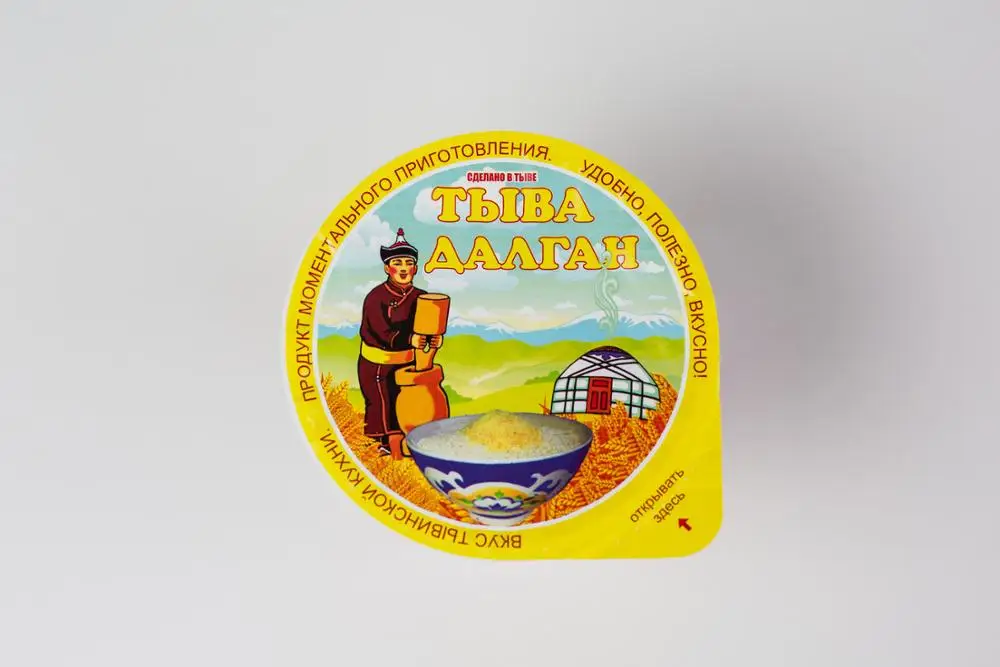 СДЕЛАНО В ТЫВЕ
ТЫВА
ДАЛГАН
ПРОДУКТ МОМЕНТАЛЬНОГО ПРИГОТОВЛЕНИЯ.
УДОБНО, ПОЛЕЗНО, ВКУСНО!
ВКУС ТЫВИНСКОЙ КУХНИ.
открывать
здесь